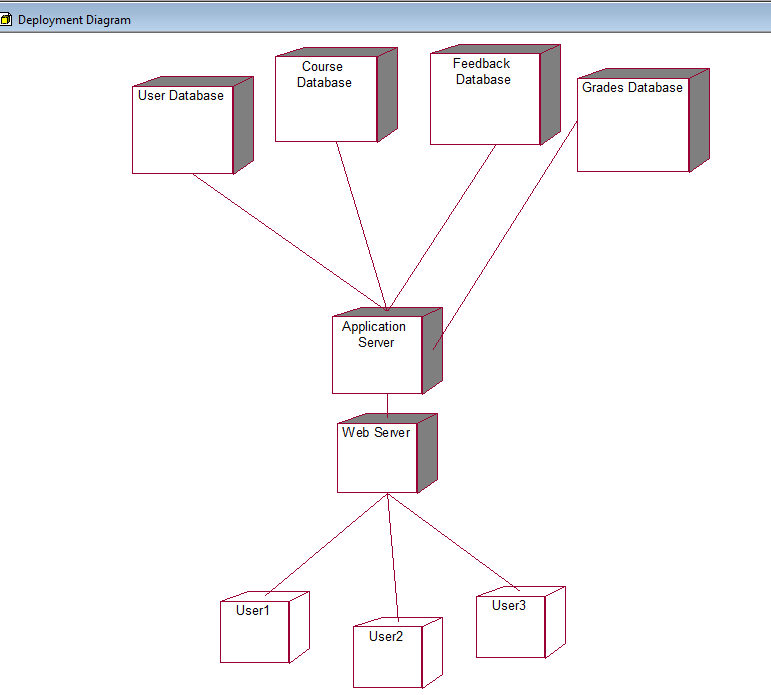 Deployment Diagram
User Database
Course
Database
Feedback
Database
Grades Database
Application
Server
Web Server
User1
User2
User3